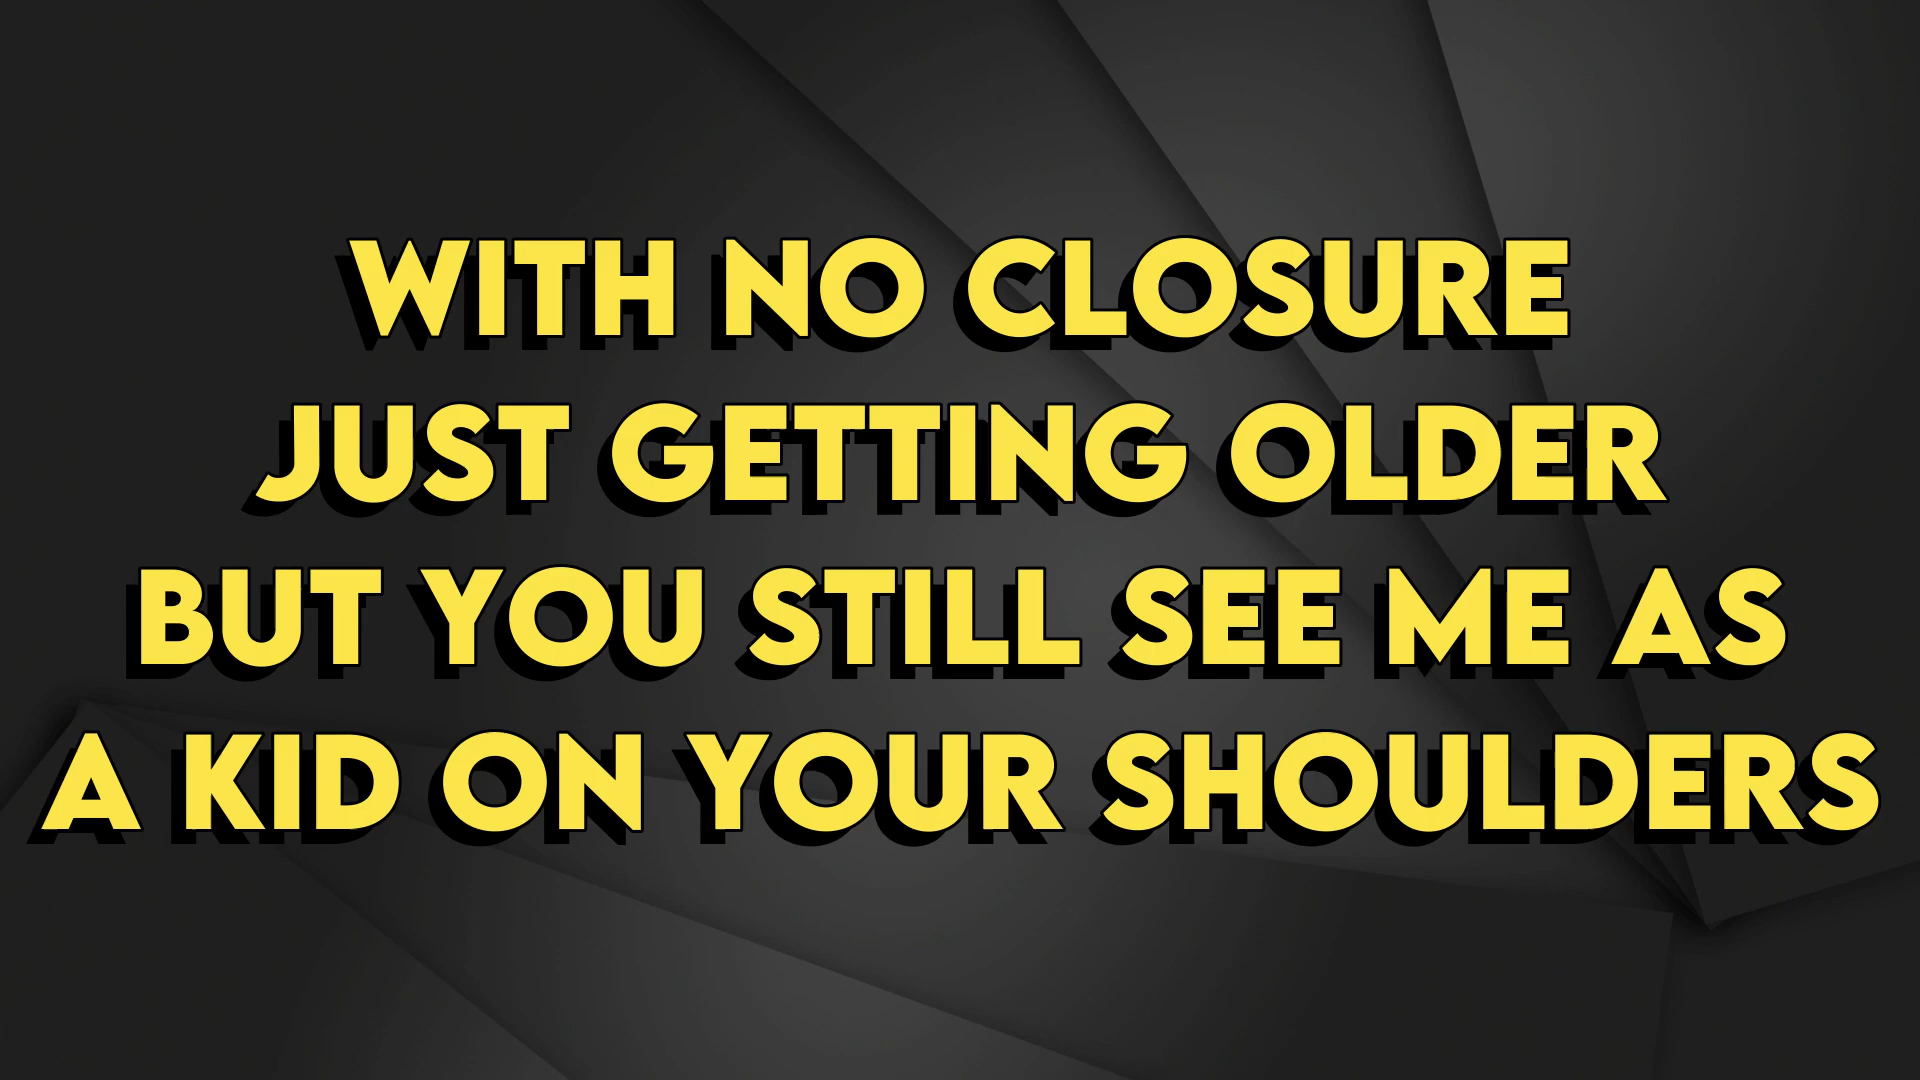 WITH NO CLOSURE
JUST GETTING OLDER
BUT YOU STILL SEE ME AS
A KID ON YOUR SHOULDERS